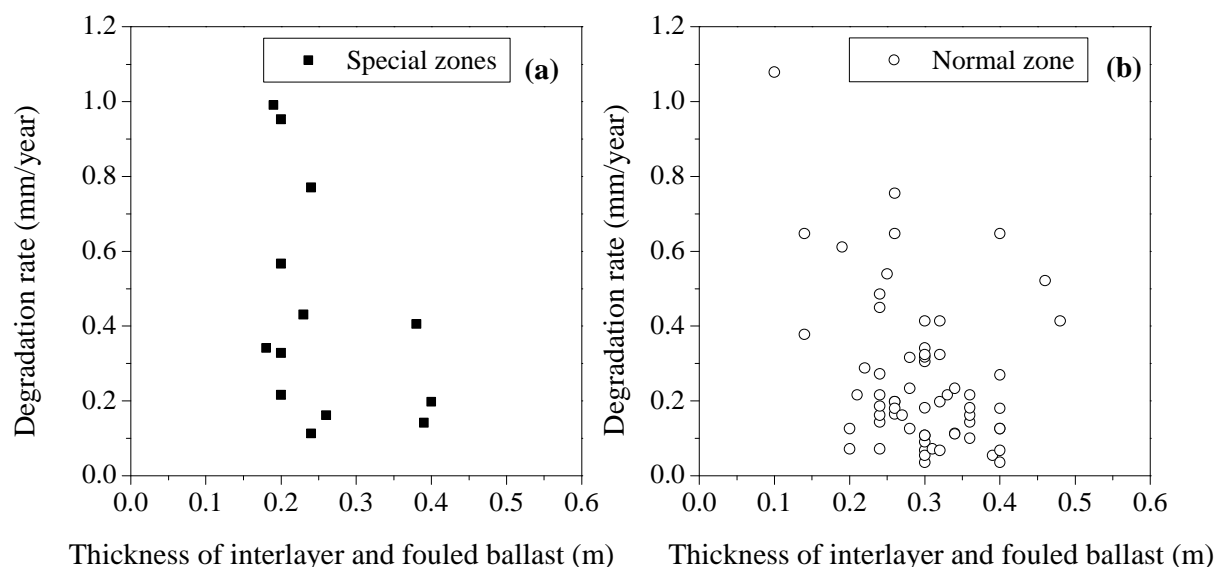 1.2
1.0
0.8
0.6
0.4
0.2
0.0
Degradation rate (mm/year)
Special zones
(a)
0.0 0.1 0.2 0.3 0.4 0.5 0.6
Thickness of interlayer and fouled ballast (m)
1.2
1.0
0.8
0.6
0.4
0.2
0.0
Degradation rate (mm/year)
Normal zone
(b)
0.0 0.1 0.2 0.3 0.4 0.5 0.6
Thickness of interlayer and fouled ballast (m)